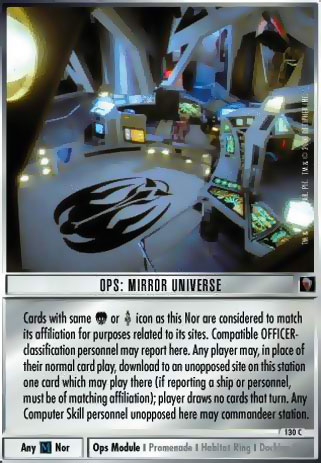 OPS: MIRROR UNIVERSE
Cards with same or icon as this Nor are considered to match
its affiliation for purposes related to its sites. Compatible OFFICER-
classification personnel may report here. Any player may, in place of
their normal card play, download to an unopposed site on this station
one card which may play there (if reporting a ship or personnel,
must be of matching affiliation); player draws no cards that turn. Any
Computer Skill personnel unopposed here may commandeer station.
130 C
Any M Nor
Ops Module | Promenade | Habitat Ring |